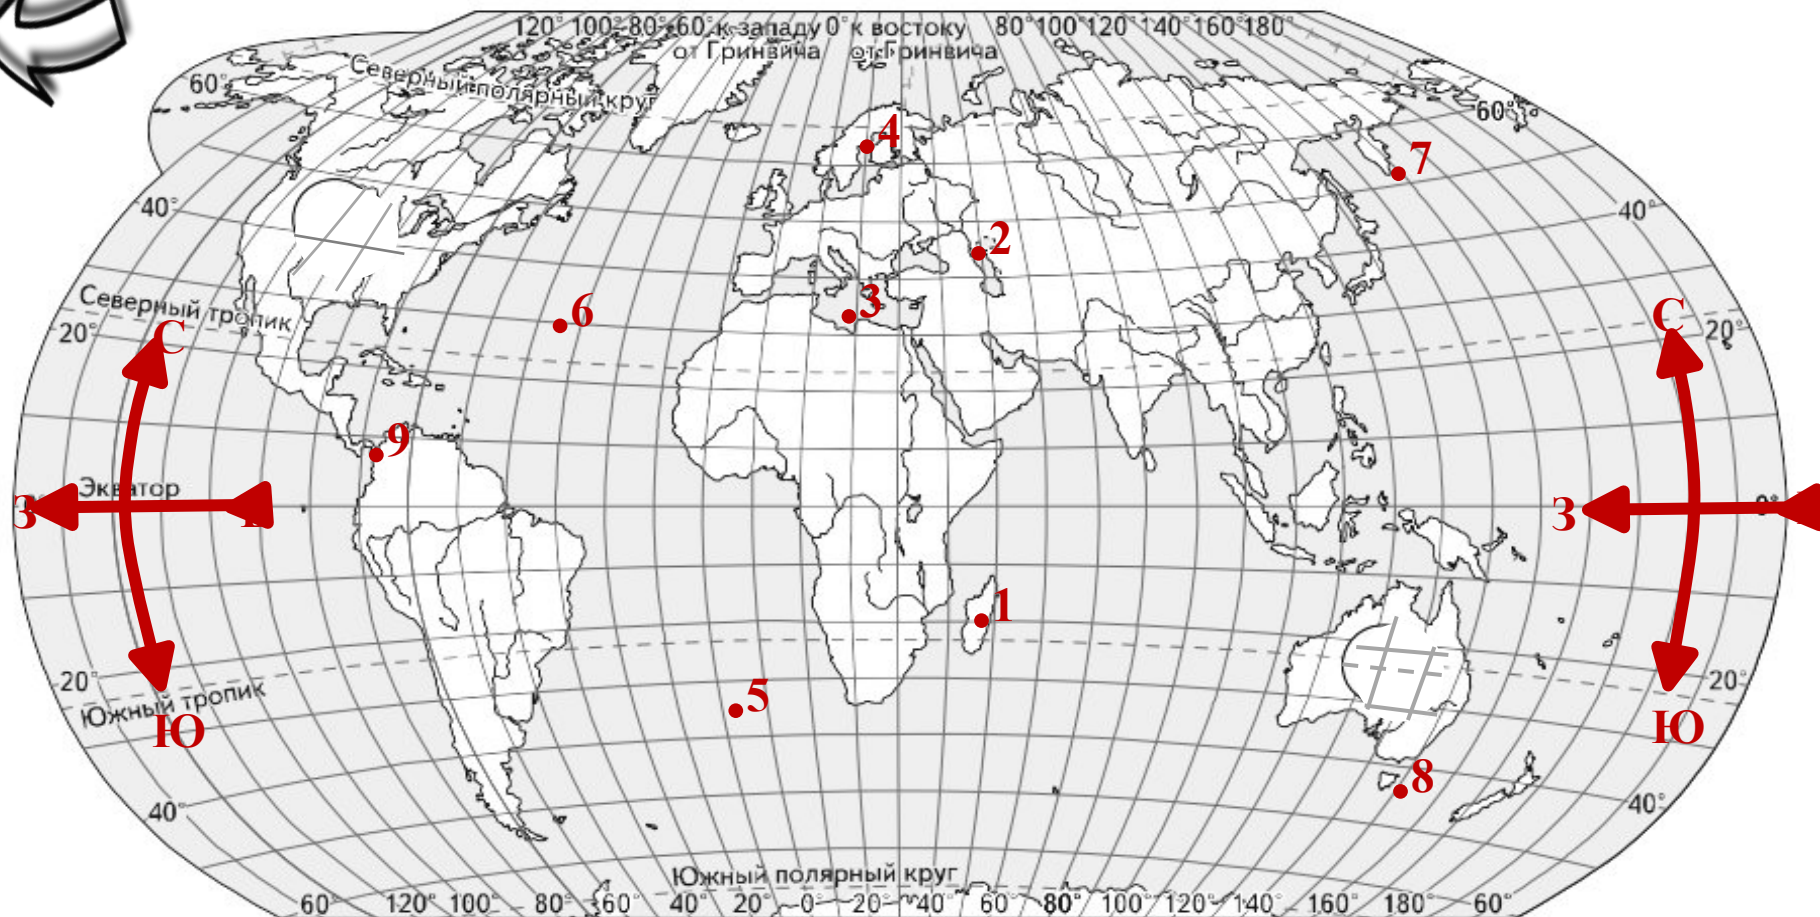 120° 100° 80° 60° к западу 0° к востоку 80° 100° 120° 140° 160° 180°
от Гринвича от Гринвича
Северный полярный круг
60° 60°
4
7
40° 40°
2
Северный тропик
6 3
С С
20° 20°
9
Экватор
З З 0°
1
20° 20°
Южный тропик
5
Ю Ю
8
40° 40°
Южный полярный круг
60° 120° 100° 80° 60° 40° 20° 0° 20° 40° 60° 80° 100° 120° 140° 160° 180° 60°